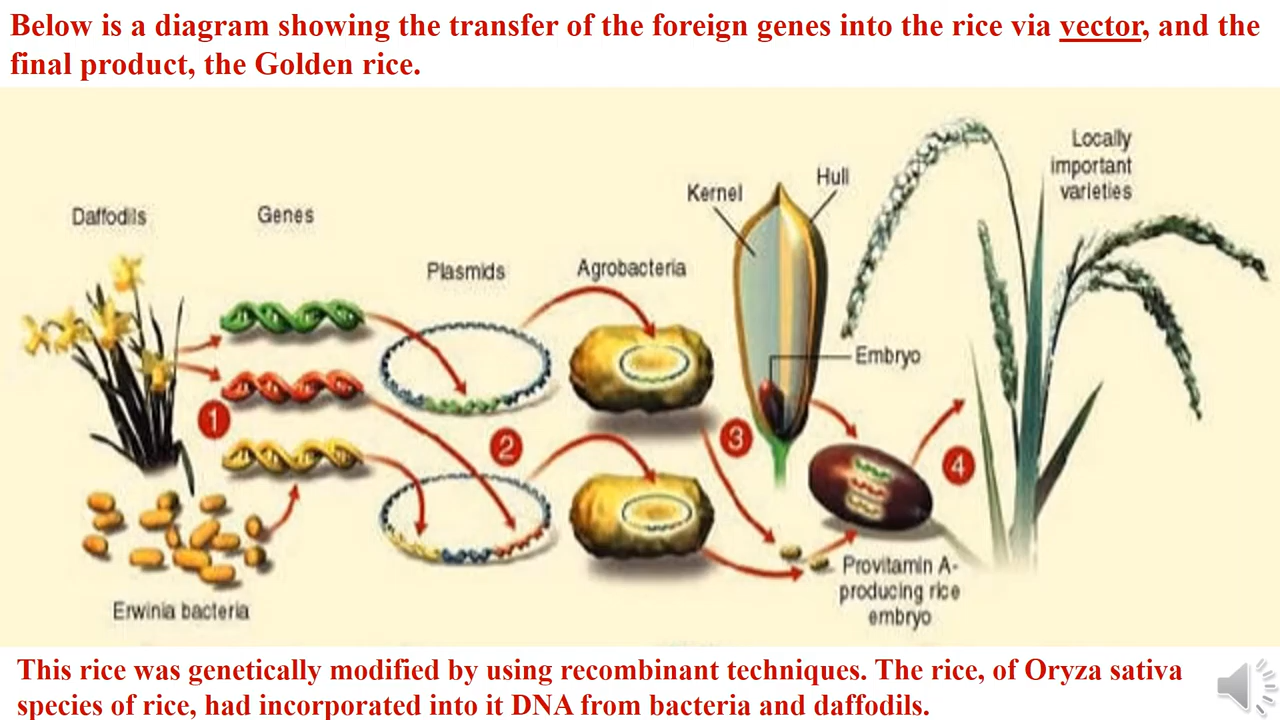 Below is a diagram showing the transfer of the foreign genes into the rice via vector, and the
final product, the Golden rice.
Locally
important
varieties
Hull
Kernel
Daffodils
Genes
Plasmids
Agrobacteria
Embryo
1
2
3
4
Provitamin A-
producing rice
embryo
Erwinia bacteria
This rice was genetically modified by using recombinant techniques. The rice, of Oryza sativa
species of rice, had incorporated into it DNA from bacteria and daffodils.